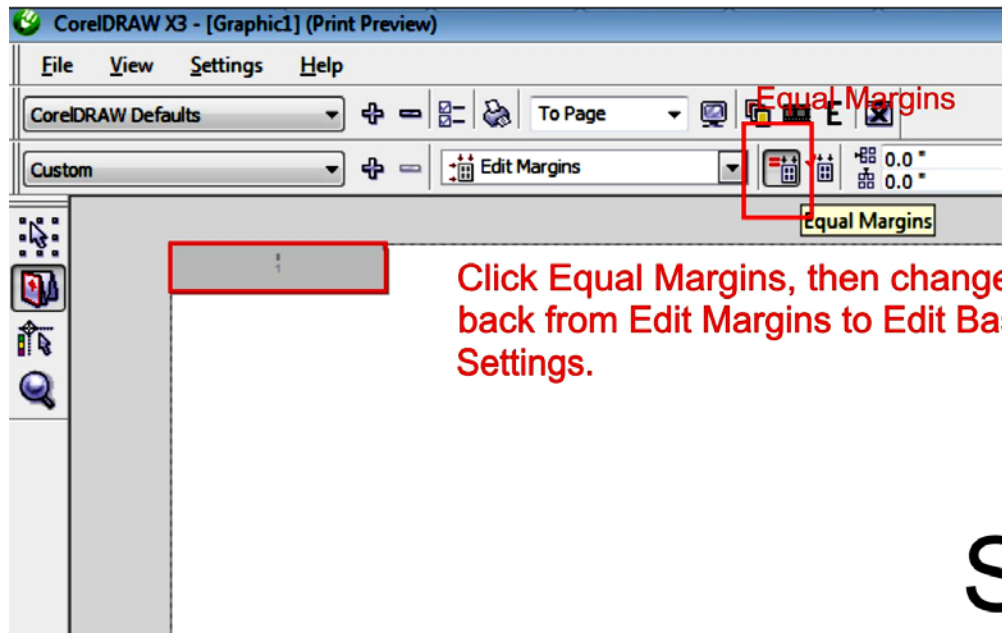 CorelDRAW X3 - [Graphic1] (Print Preview)
File View Settings Help
CorelDRAW Defaults To Page E
Equal Margins
Custom Edit Margins 0.0 "
0.0 "
Equal Margins
1
Click Equal Margins, then change
back from Edit Margins to Edit Bas
Settings.
S